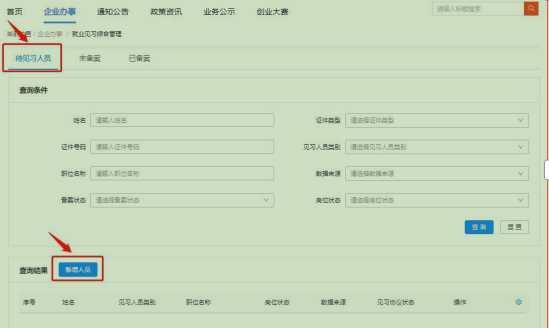 首页 企业办事 通知公告 政策资讯 业务公示 创业大赛 请输入标题搜索
企业办事 / 就业见习综合管理
待见习人员 未备案 已备案
查询条件
姓名 请输入姓名 证件类型 请选择证件类型
证件号码 请输入证件号码 见习人员类别 请选择见习人员类别
职位名称 请输入职位名称 数据来源 请选择数据来源
备案状态 请选择备案状态 岗位状态 请选择岗位状态
查询 重置
查询结果 新增人员
序号 姓名 见习人员类别 职位名称 岗位状态 数据来源 见习协议状态 操作